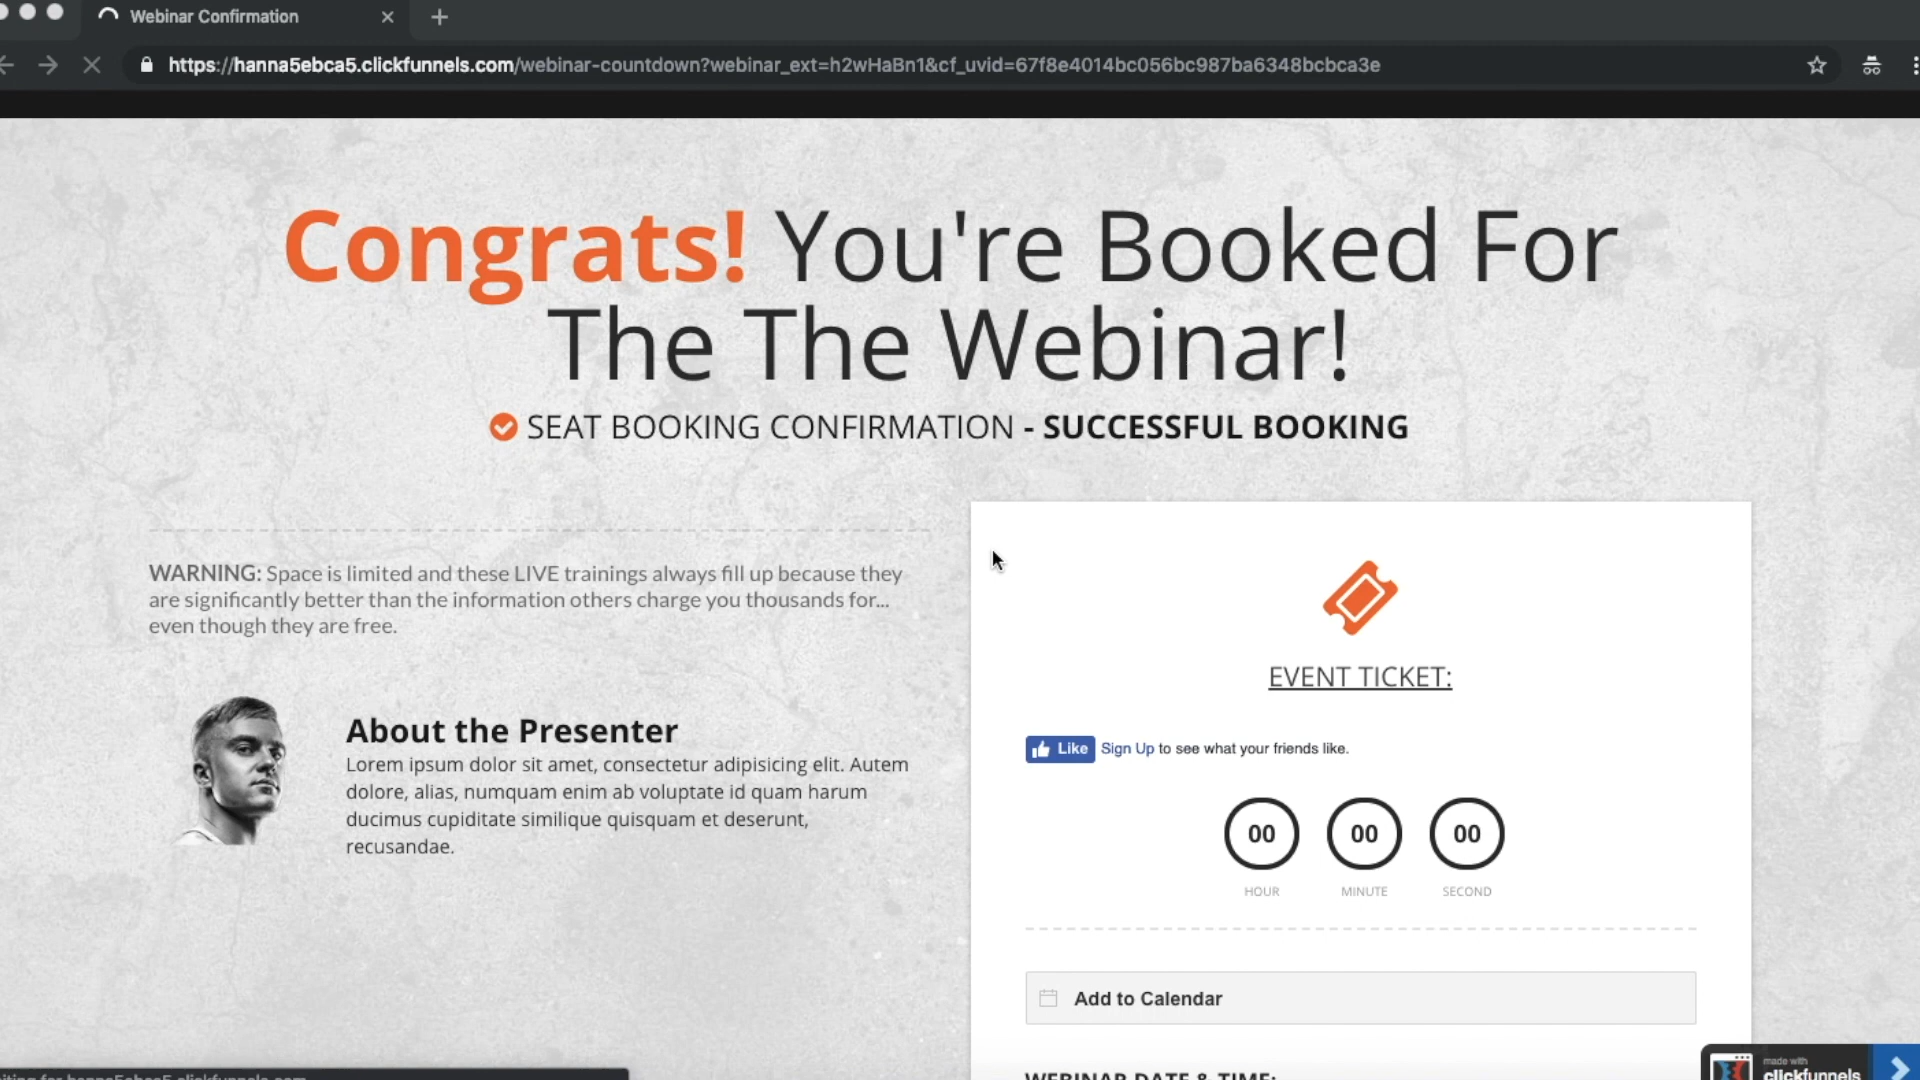 Webinar Confirmation
https://hanna5ebca5.clickfunnels.com/webinar-countdown?webinar_ext=h2wHaBn1&cf_uvid=67f8e4014bc056bc987ba6348bcbca3e
Congrats! You're Booked For
The The Webinar!
SEAT BOOKING CONFIRMATION - SUCCESSFUL BOOKING
WARNING: Space is limited and these LIVE trainings always fill up because they
are significantly better than the information others charge you thousands for...
even though they are free.
About the Presenter
Lorem ipsum dolor sit amet, consectetur adipisicing elit. Autem
dolore, alias, numquam enim ab voluptate id quam harum
ducimus cupiditate similique quisquam et deserunt,
recusandae.
EVENT TICKET:
Like Sign Up to see what your friends like.
00 00 00
HOUR MINUTE SECOND
Add to Calendar
WEBINAR DATE & TIME:
made with
clickfunnels